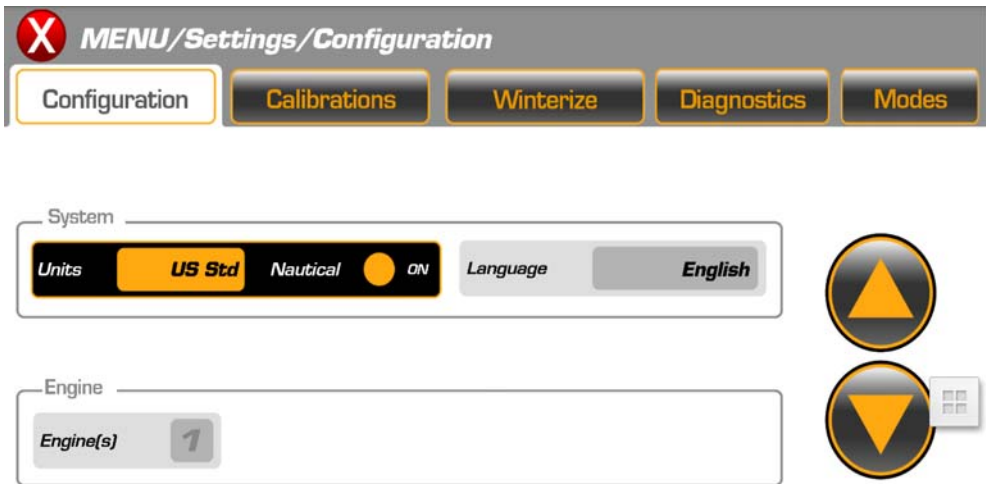 X MENU/Settings/Configuration
Configuration Calibrations Winterize Diagnostics Modes
System
Units US Std Nautical ON Language English
Engine
Engine(s) 1